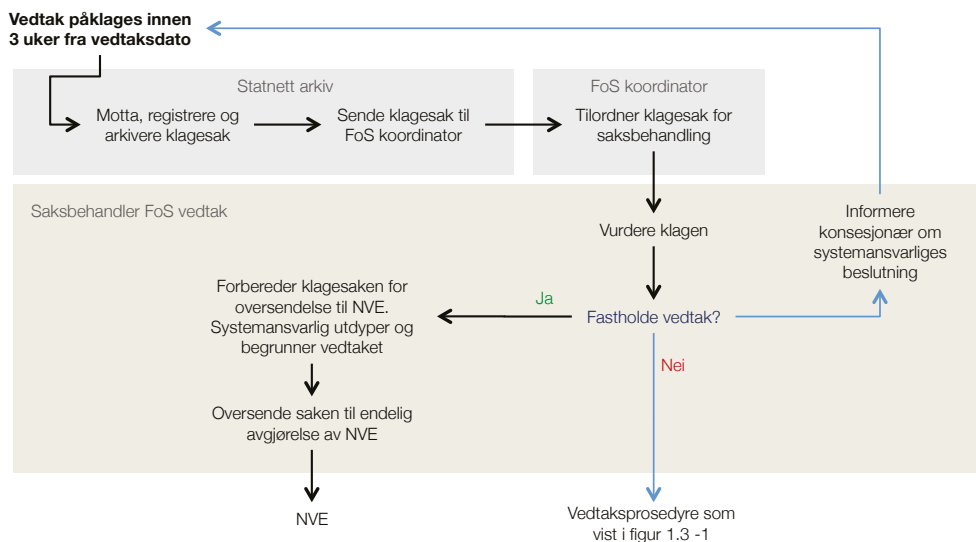 Vedtak påklages innen
3 uker fra vedtaksdato
Statnett arkiv
Motta, registrere og
arkivere klagesak
Sende klagesak til
FoS koordinator
FoS koordinator
Tilordner klagesak for
saksbehandling
Saksbehandler FoS vedtak
Vurdere klagen
Informere
konsesjonær om
systemansvarliges
beslutning
Fastholde vedtak?
Ja
Forbereder klagesaken for
oversendelse til NVE.
Systemansvarlig utdyper og
begrunner vedtaket
Nei
Oversende saken til endelig
avgjørelse av NVE
NVE
Vedtaksprosedyre som
vist i figur 1.3 -1